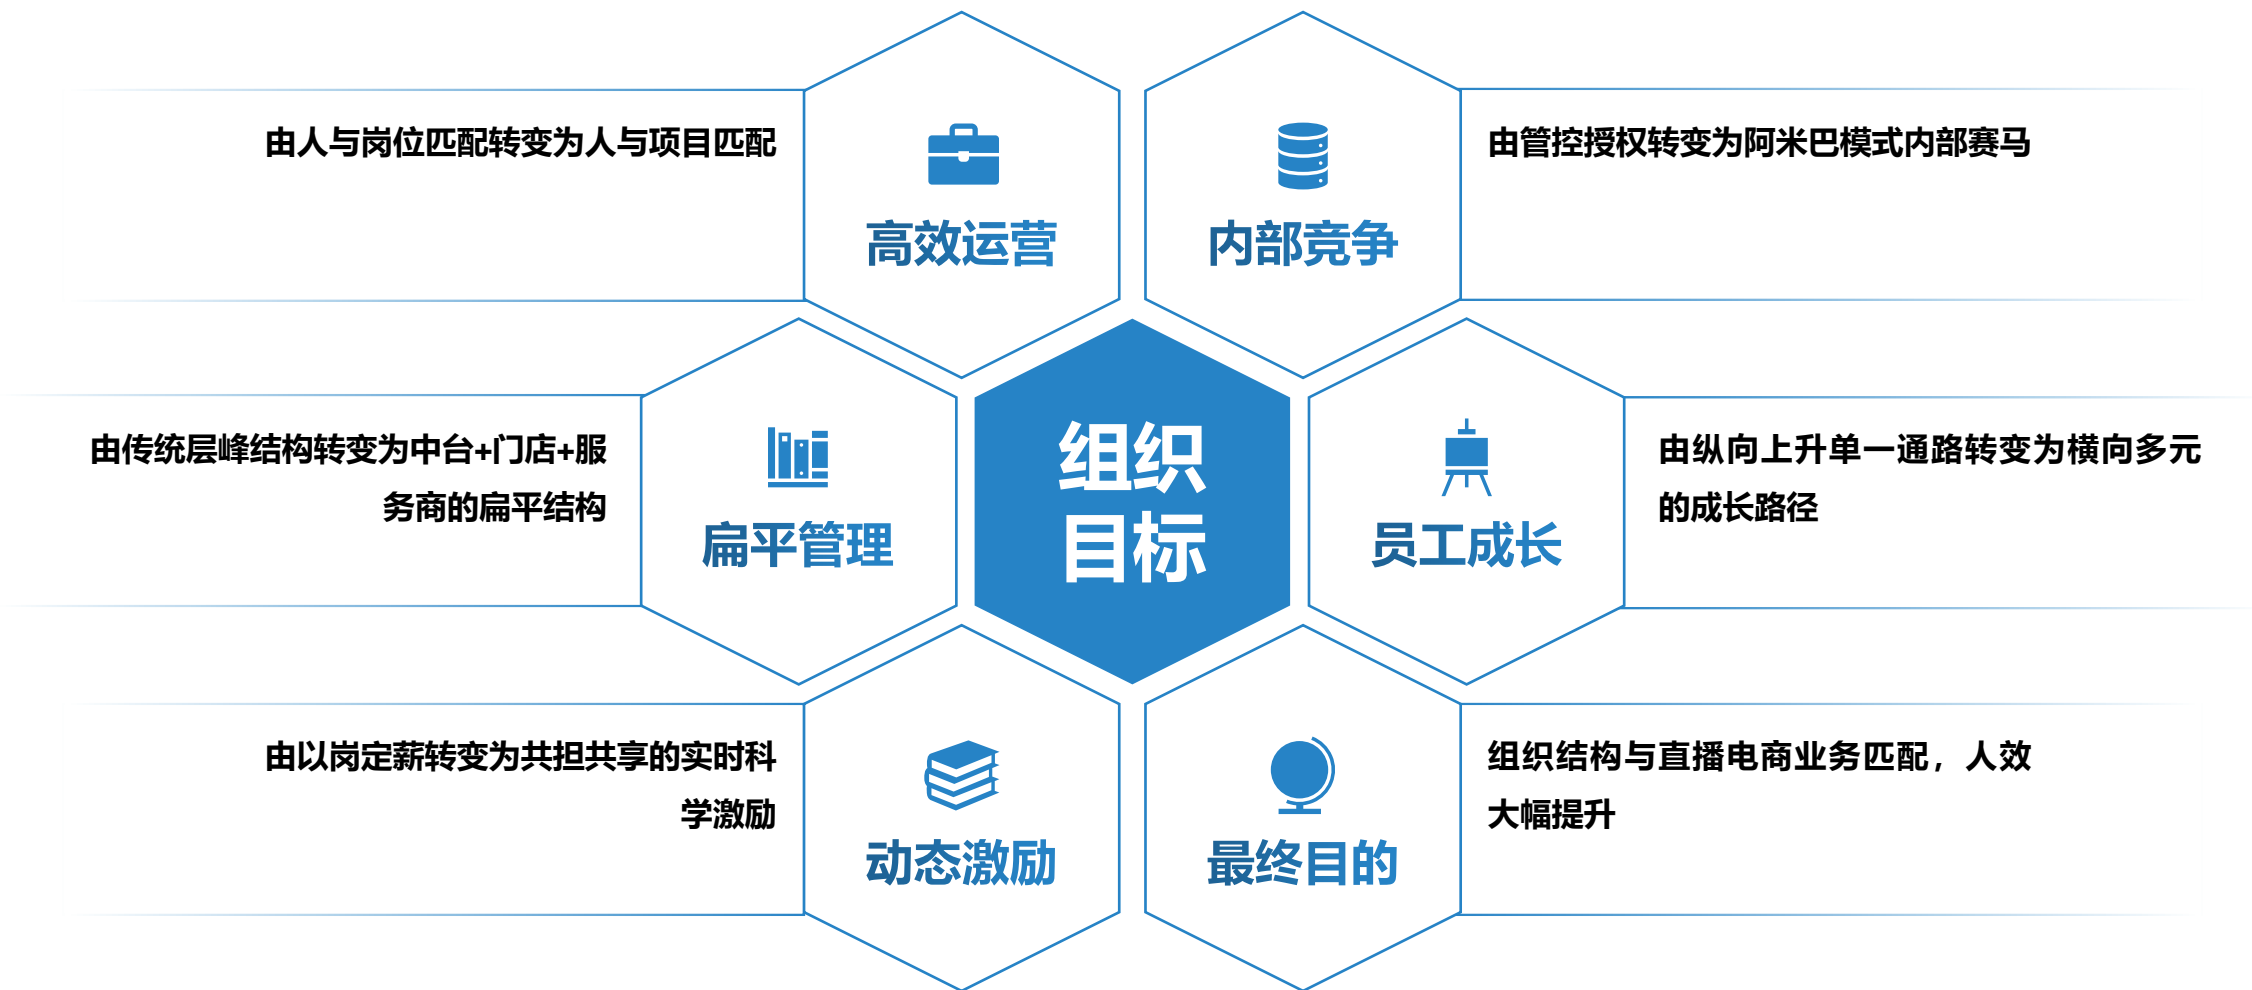 由人与岗位匹配转变为人与项目匹配
高效运营
内部竞争
由管控授权转变为阿米巴模式内部赛马
由传统层峰结构转变为中台+门店+服
务商的扁平结构
扁平管理
组织
目标
员工成长
由纵向上升单一通路转变为横向多元
的成长路径
由以岗定薪转变为共担共享的实时科
学激励
动态激励
最终目的
组织结构与直播电商业务匹配，人效
大幅提升